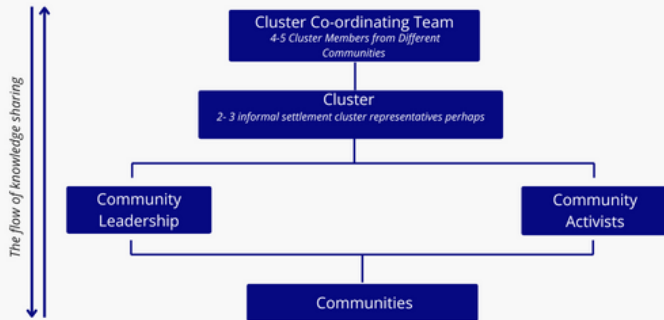 The flow of knowledge sharing
Cluster Co-ordinating Team
4-5 Cluster Members from Different
Communities
Cluster
2- 3 informal settlement cluster representatives perhaps
Community
Leadership
Community
Activists
Communities